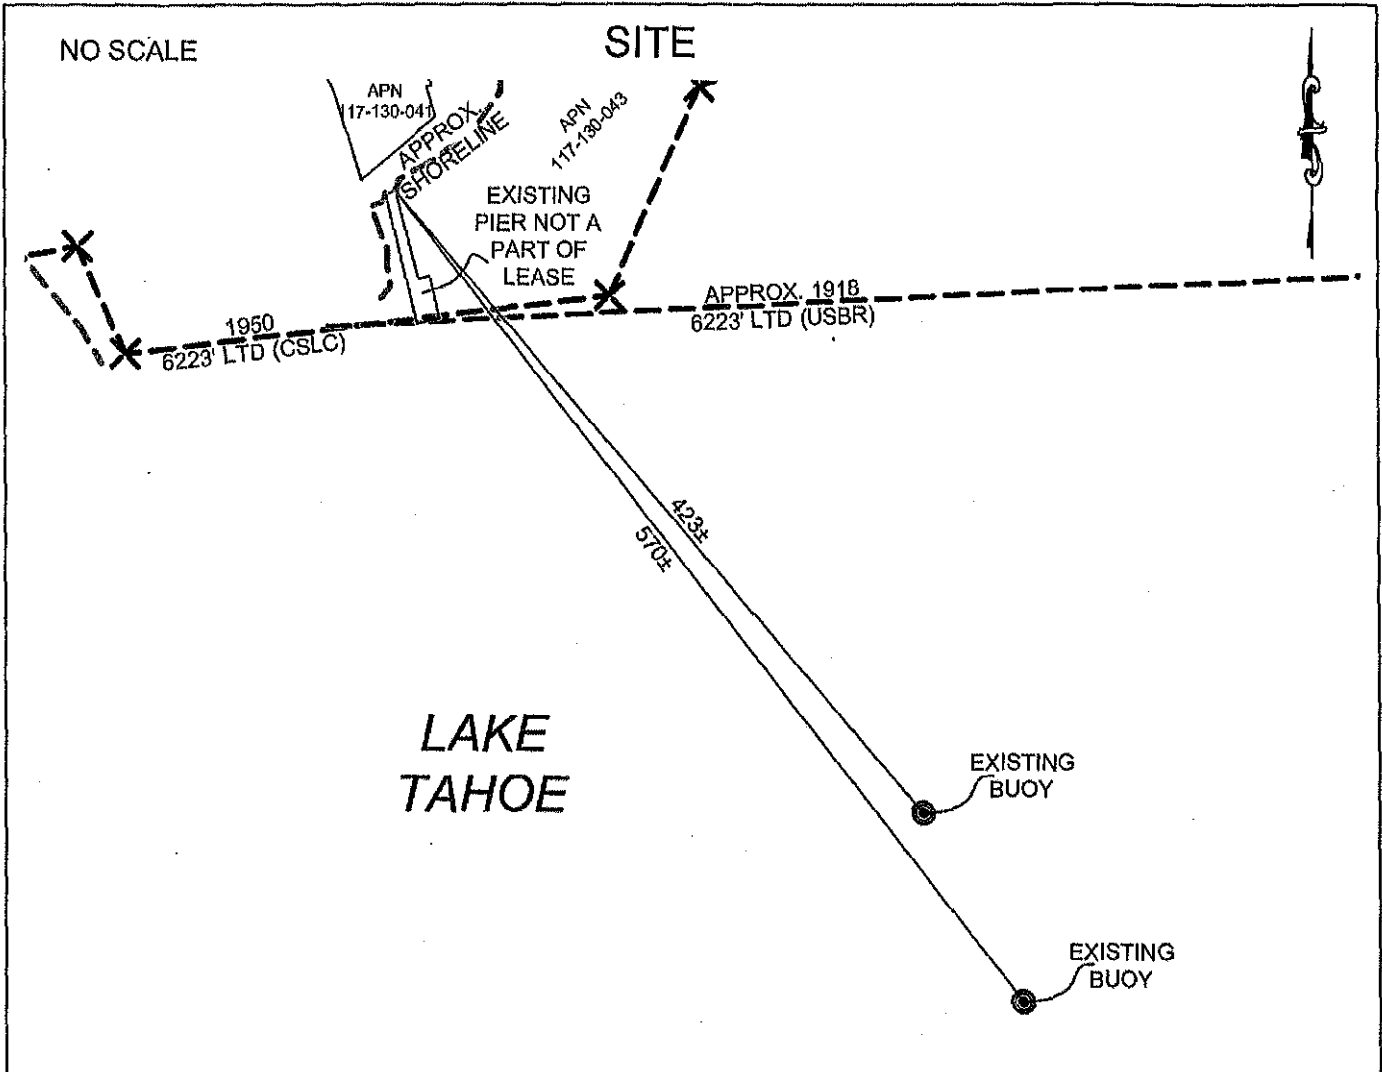 NO SCALE
SITE
APN
117-130-041
APPROX.
SHORELINE
APN
117-130-043
EXISTING
PIER NOT A
PART OF
LEASE
1950
6223' LTD (CSLC)
APPROX. 1918
6223' LTD (USBR)
423±
570±
LAKE
TAHOE
EXISTING
BUOY
EXISTING
BUOY